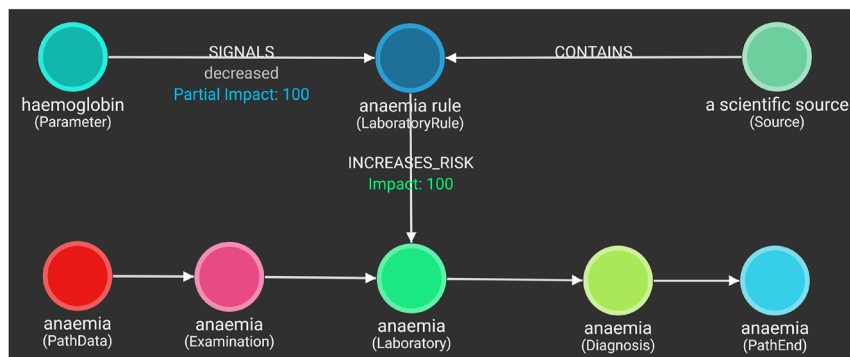 SIGNALS
CONTAINS
decreased
Partial Impact: 100
haemoglobin
(Parameter)
anaemia rule
(LaboratoryRule)
a scientific source
(Source)
INCREASES_RISK
Impact: 100
anaemia
(PathData)
anaemia
(Examination)
anaemia
(Laboratory)
anaemia
(Diagnosis)
anaemia
(PathEnd)